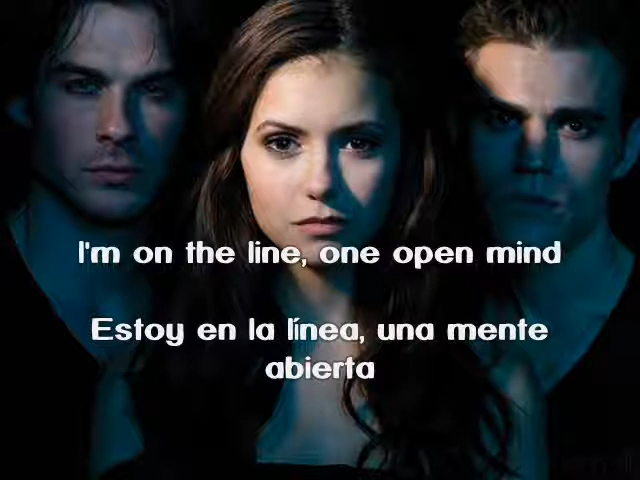 I'm on the line, one open mind
Estoy en la línea, una mente
abierta